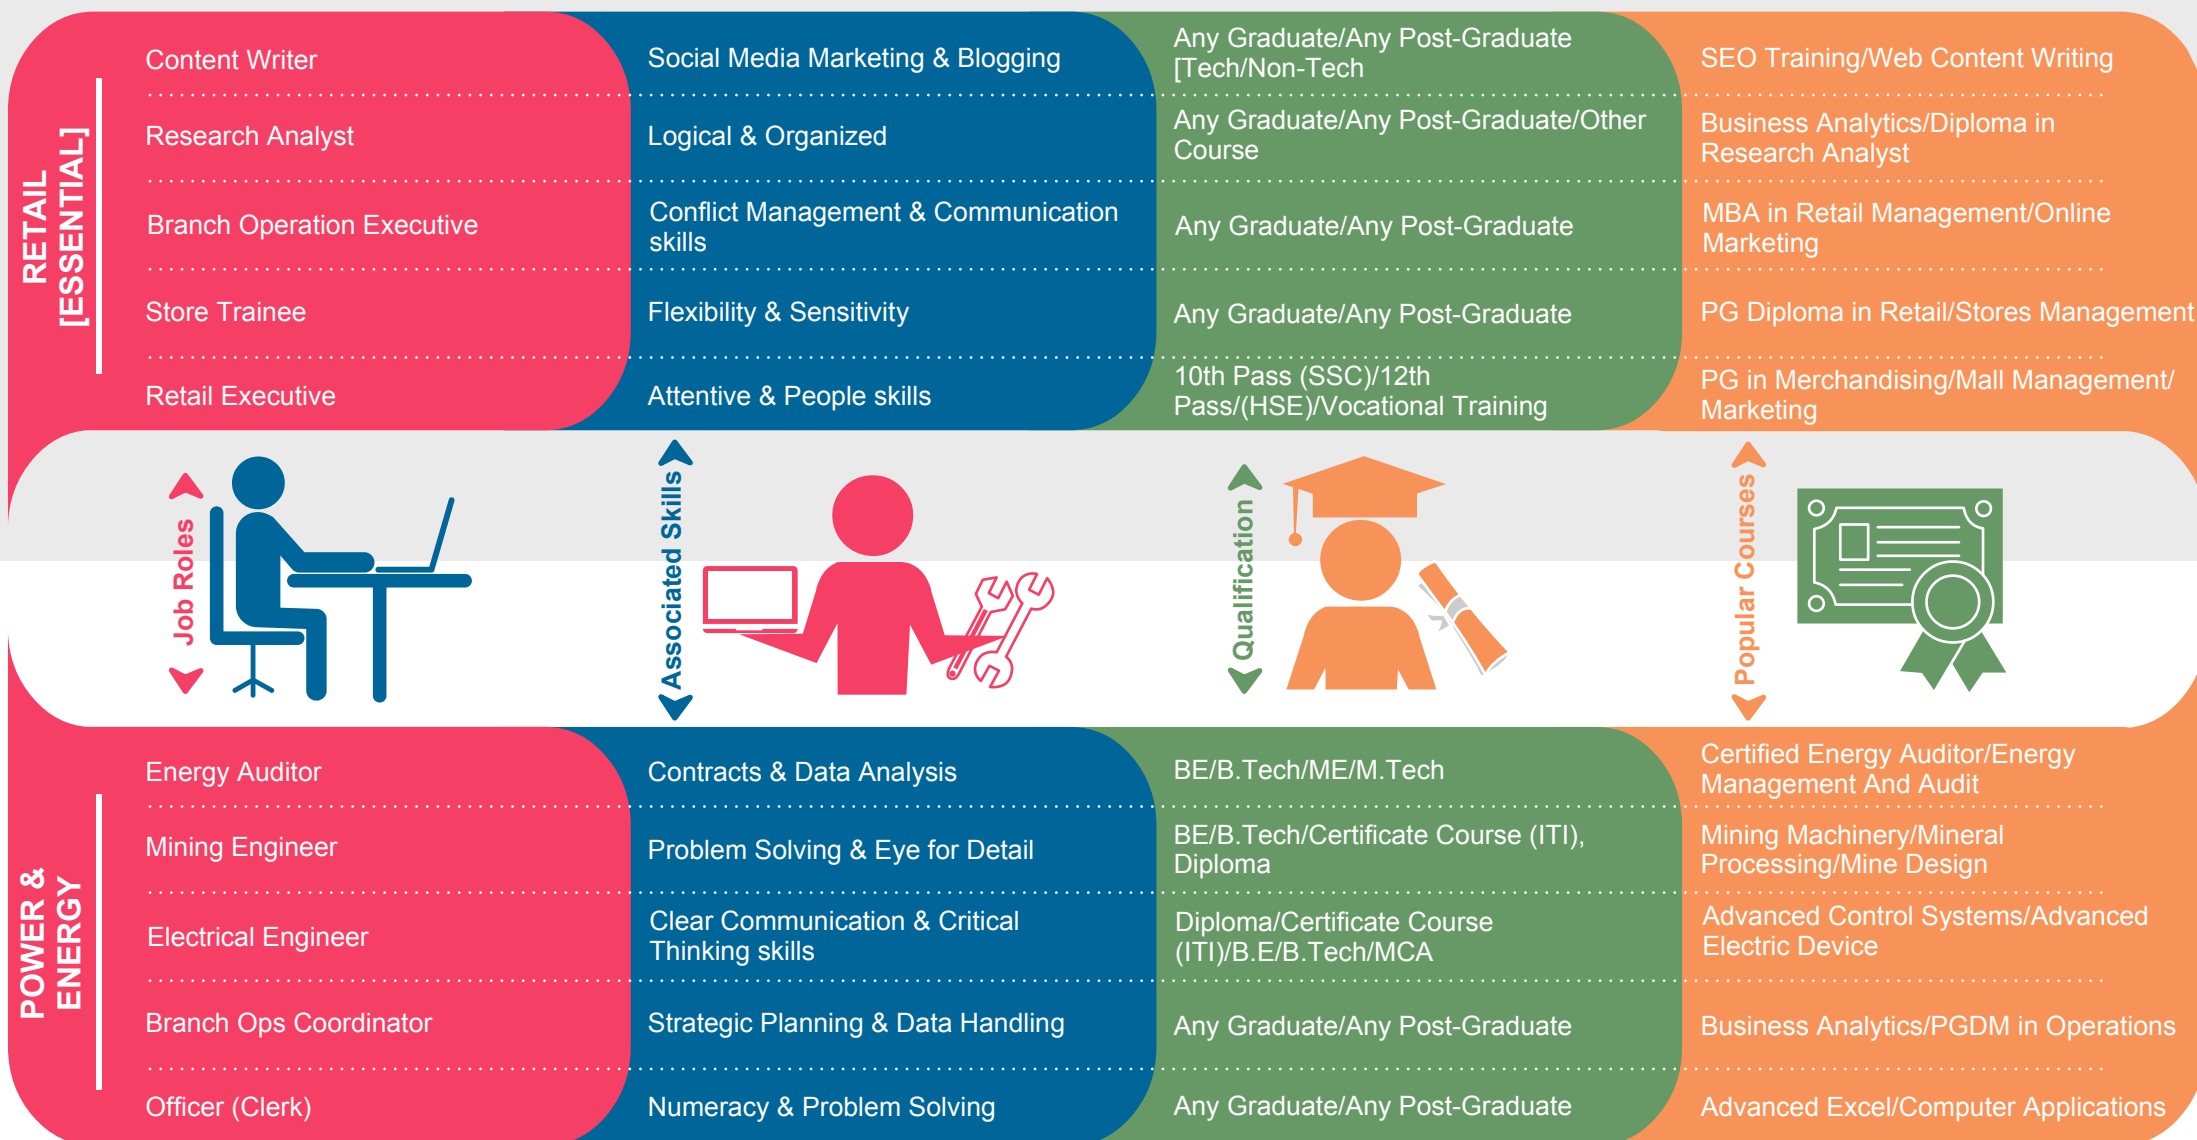 RETAIL
[ESSENTIAL]
Content Writer
Social Media Marketing & Blogging
Any Graduate/Any Post-Graduate
[Tech/Non-Tech
SEO Training/Web Content Writing
Research Analyst
Logical & Organized
Any Graduate/Any Post-Graduate/Other
Course
Business Analytics/Diploma in
Research Analyst
Branch Operation Executive
Conflict Management & Communication
skills
Any Graduate/Any Post-Graduate
MBA in Retail Management/Online
Marketing
Store Trainee
Flexibility & Sensitivity
Any Graduate/Any Post-Graduate
PG Diploma in Retail/Stores Management
Retail Executive
Attentive & People skills
10th Pass (SSC)/12th
Pass/(HSE)/Vocational Training
PG in Merchandising/Mall Management/
Marketing
Job Roles
Associated Skills
Qualification
Popular Courses
POWER &
ENERGY
Energy Auditor
Contracts & Data Analysis
BE/B.Tech/ME/M.Tech
Certified Energy Auditor/Energy
Management And Audit
Mining Engineer
Problem Solving & Eye for Detail
BE/B.Tech/Certificate Course (ITI),
Diploma
Mining Machinery/Mineral
Processing/Mine Design
Electrical Engineer
Clear Communication & Critical
Thinking skills
Diploma/Certificate Course
(ITI)/B.E/B.Tech/MCA
Advanced Control Systems/Advanced
Electric Device
Branch Ops Coordinator
Strategic Planning & Data Handling
Any Graduate/Any Post-Graduate
Business Analytics/PGDM in Operations
Officer (Clerk)
Numeracy & Problem Solving
Any Graduate/Any Post-Graduate
Advanced Excel/Computer Applications